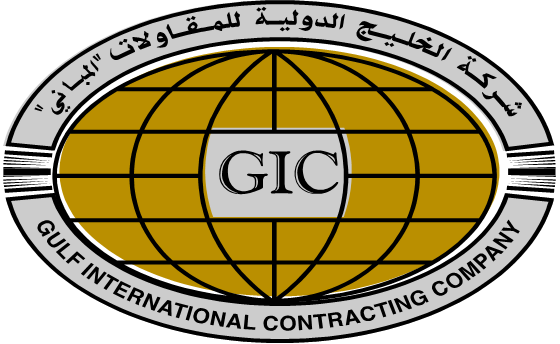 شركة الخليج الدولية للمقاولات "المباني"
GIC
GULF INTERNATIONAL CONTRACTING COMPANY